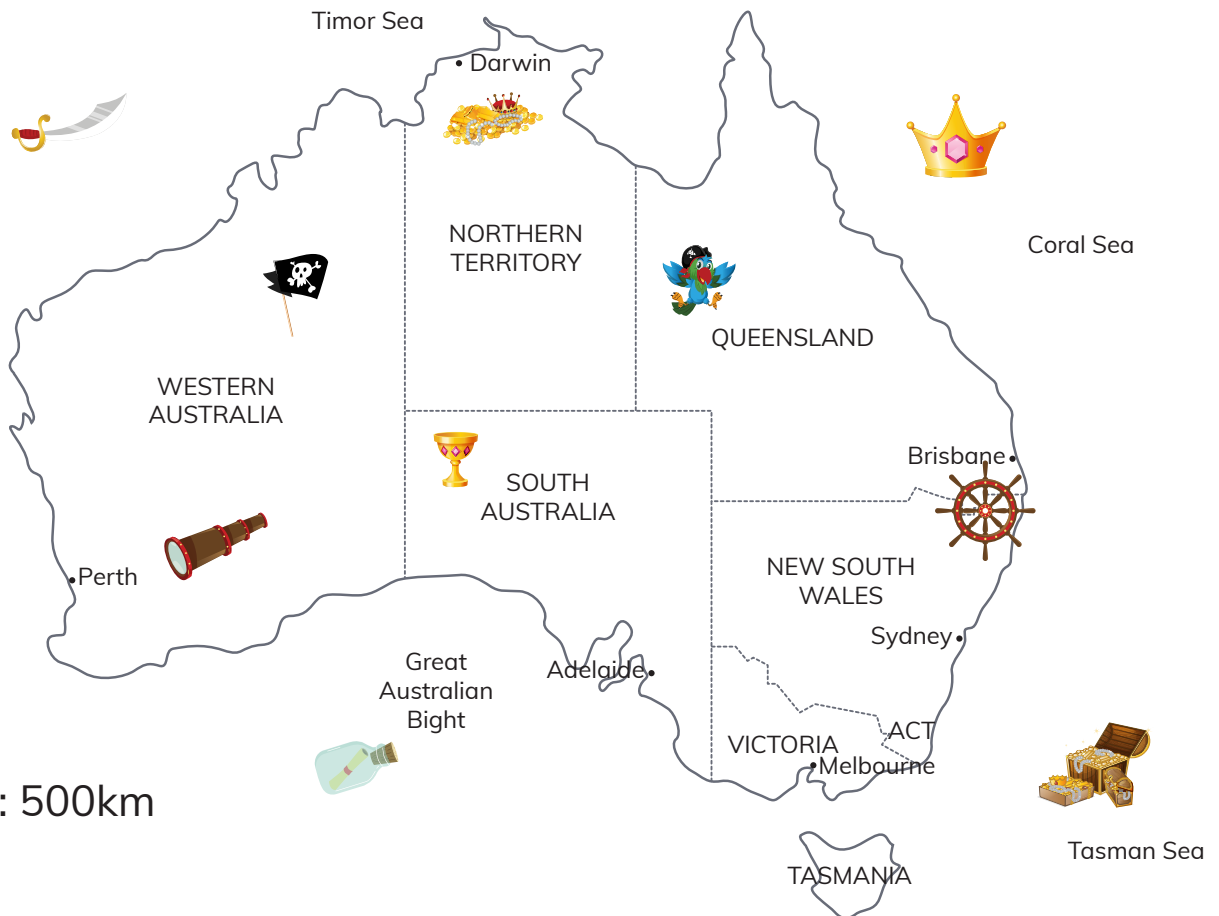 Timor Sea
Darwin
NORTHERN
TERRITORY
Coral Sea
QUEENSLAND
WESTERN
AUSTRALIA
Brisbane
SOUTH
AUSTRALIA
Perth
NEW SOUTH
WALES
Sydney
Great
Australian
Bight
Adelaide
ACT
VICTORIA
Melbourne
: 500km
Tasman Sea
TASMANIA